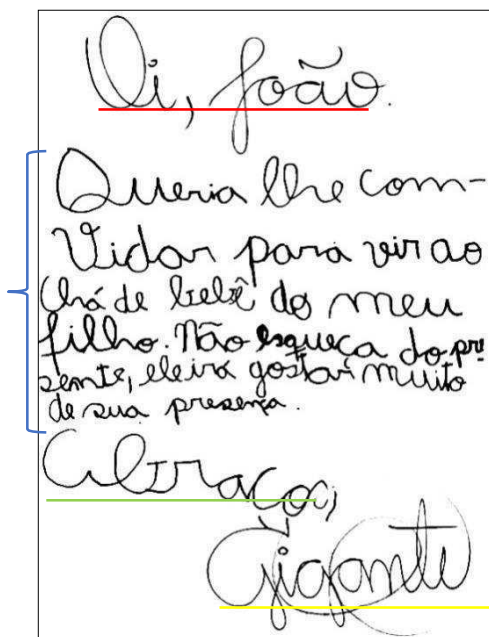 Oi, João.
Queria lhe com-
vidar para vir ao
chá de bebê do meu
filho. Não esqueça do pre
sente, ele irá gostar muito
de sua presença.
Abraços,
Gigante